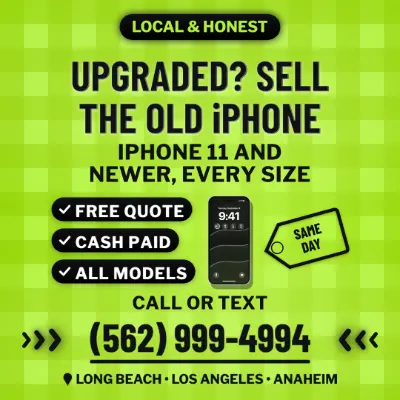 LOCAL & HONEST
UPGRADED? SELL
THE OLD iPHONE
IPHONE 11 AND
NEWER, EVERY SIZE
FREE QUOTE
CASH PAID
ALL MODELS
9:41
SAME
DAY
CALL OR TEXT
(562) 999-4994
LONG BEACH • LOS ANGELES • ANAHEIM